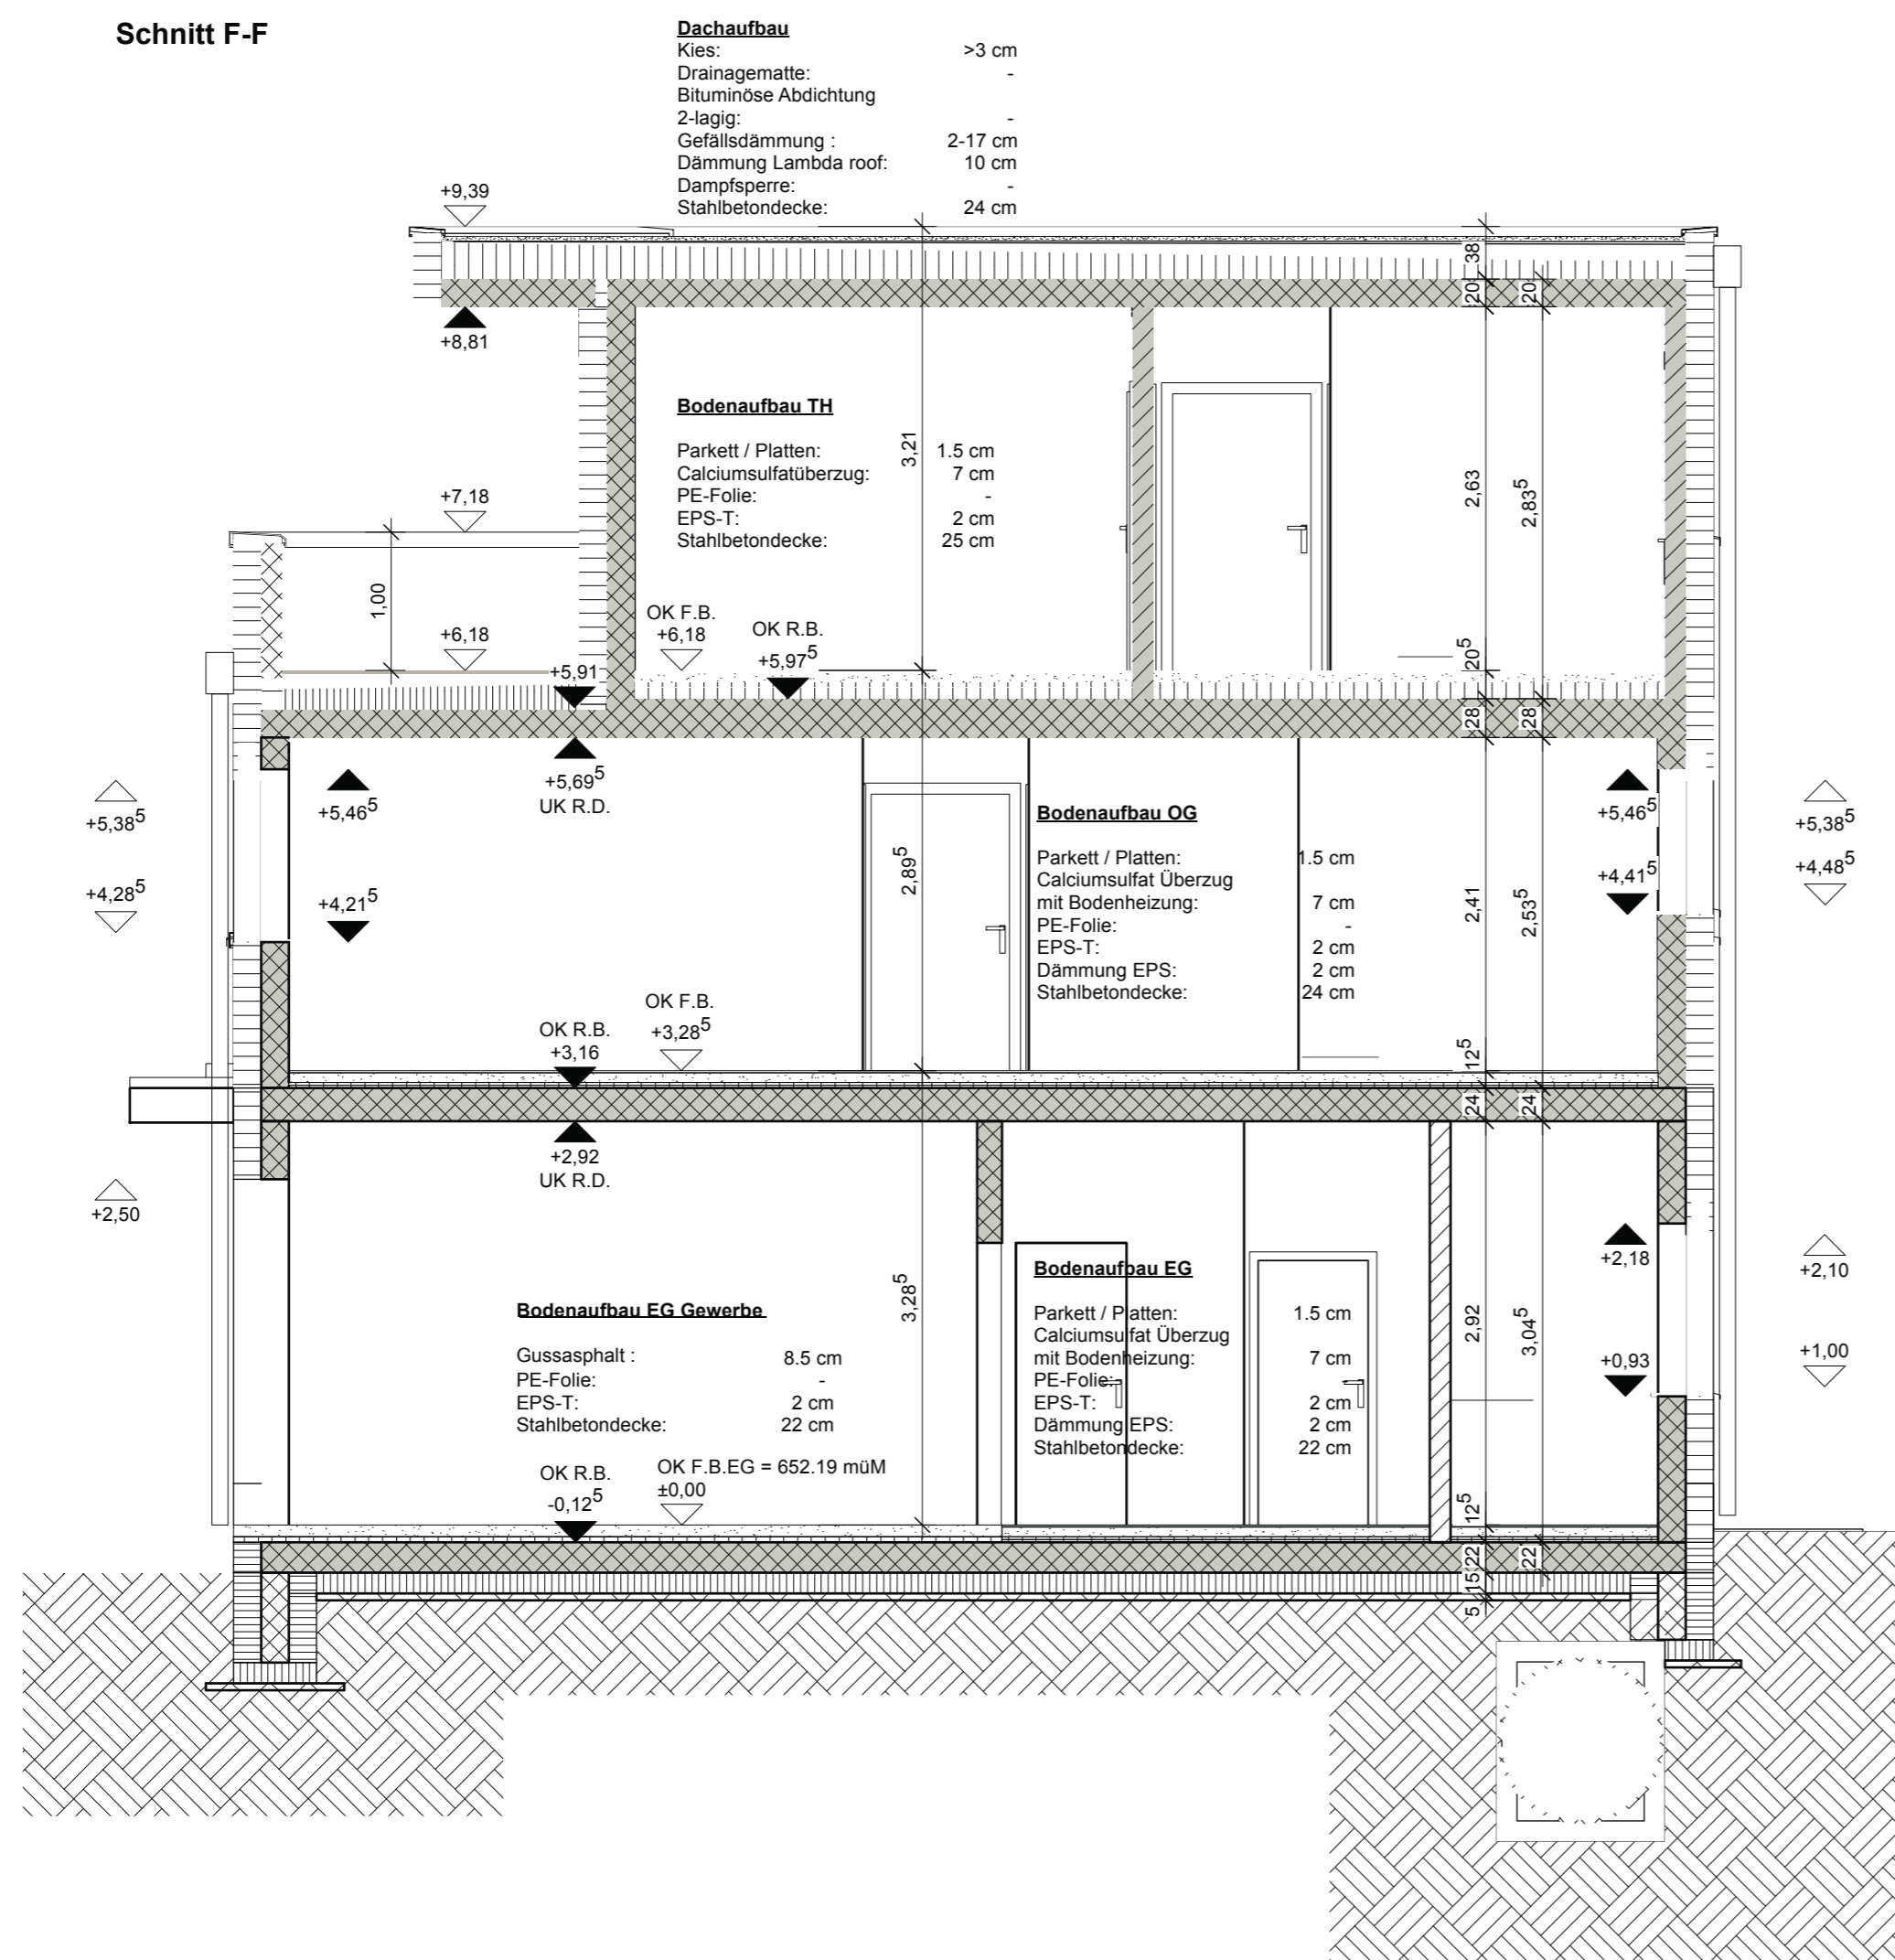 Schnitt F-F
Dachaufbau
Kies: >3 cm
Drainagematte: -
Bituminöse Abdichtung
2-lagig: -
Gefällsdämmung : 2-17 cm
Dämmung Lambda roof: 10 cm
Dampfsperre: -
Stahlbetondecke: 24 cm
+9,39
38
20
20
+8,81
Bodenaufbau TH
Parkett / Platten: 1.5 cm
Calciumsulfatüberzug: 7 cm
PE-Folie: -
EPS-T: 2 cm
Stahlbetondecke: 25 cm
3,21
2,63
2,83⁵
+7,18
1,00
+6,18
+5,91
OK F.B.
+6,18
OK R.B.
+5,97⁵
20⁵
28
28
+5,69⁵
UK R.D.
+5,46⁵
+5,46⁵
+5,38⁵
+5,38⁵
+4,28⁵
+4,21⁵
+4,41⁵
+4,48⁵
Bodenaufbau OG
Parkett / Platten: 1.5 cm
Calciumsulfat Überzug
mit Bodenheizung: 7 cm
PE-Folie: -
EPS-T: 2 cm
Dämmung EPS: 2 cm
Stahlbetondecke: 24 cm
2,89⁵
2,41
2,53⁵
OK R.B.
+3,16
OK F.B.
+3,28⁵
12⁵
24
24
+2,92
UK R.D.
+2,50
+2,18
+2,10
+0,93
+1,00
Bodenaufbau EG Gewerbe
Gussasphalt : 8.5 cm
PE-Folie: -
EPS-T: 2 cm
Stahlbetondecke: 22 cm
Bodenaufbau EG
Parkett / Platten: 1.5 cm
Calciumsulfat Überzug
mit Bodenheizung: 7 cm
PE-Folie:
EPS-T: 2 cm
Dämmung EPS: 2 cm
Stahlbetondecke: 22 cm
3,28⁵
2,92
3,04⁵
OK R.B.
-0,12�5
OK F.B.EG = 652.19 müM
±0,00
12⁵
22
22
15
5